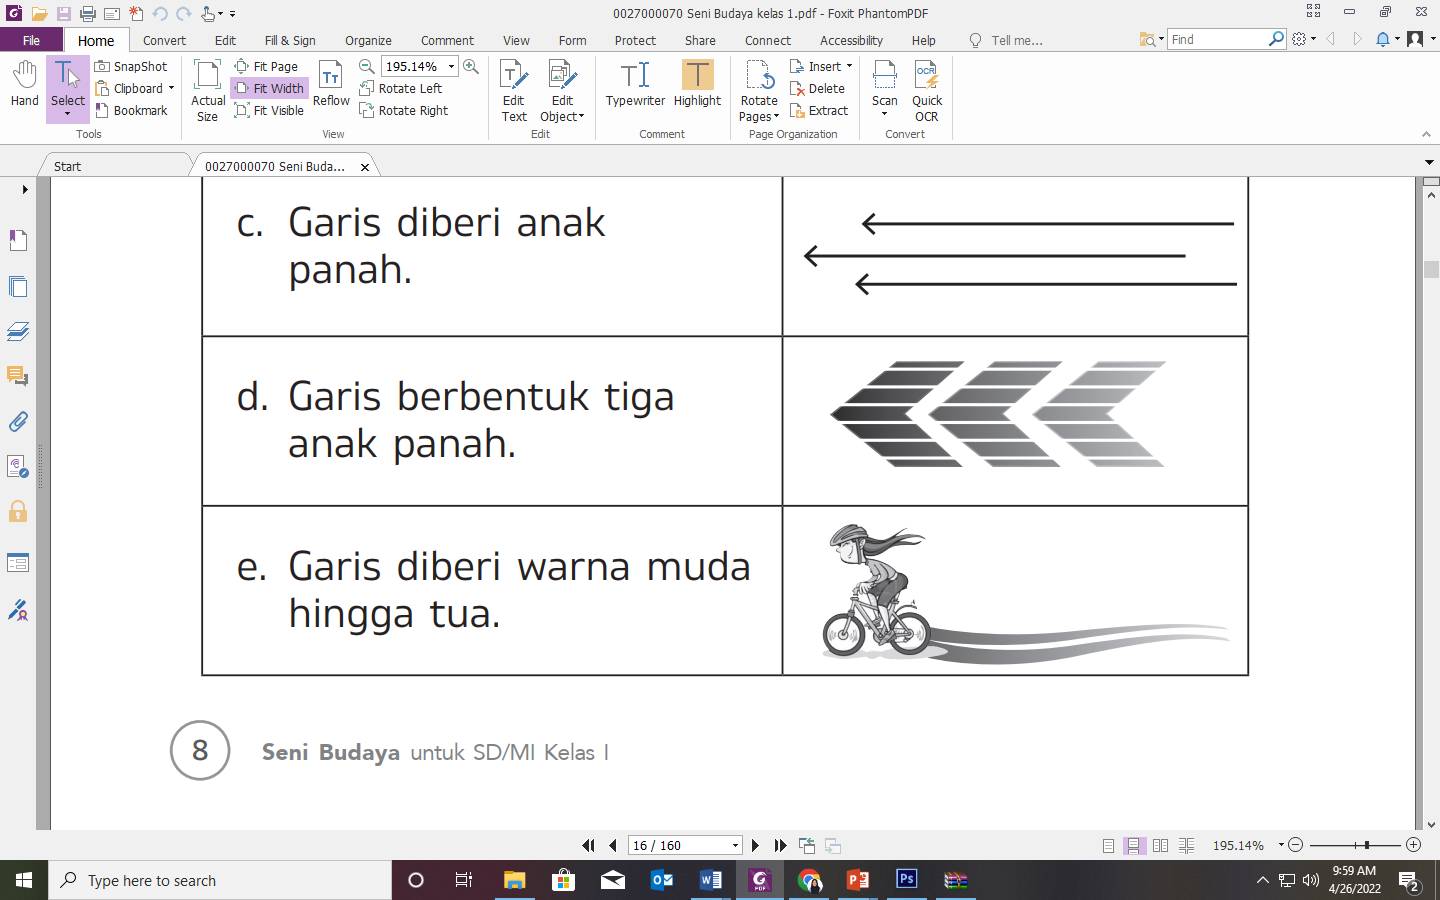 0027000070 Seni Budaya kelas 1.pdf - Foxit PhantomPDF
File Home Convert Edit Fill & Sign Organize Comment View Form Protect Share Connect Accessibility Help Tell me... Find
Hand
Select
SnapShot
Clipboard
Bookmark
Tools
Actual Size
Fit Page
Fit Width
Fit Visible
Reflow
195.14%
Rotate Left
Rotate Right
View
Edit Text
Edit Object
Edit
Typewriter
Highlight
Comment
Rotate Pages
Insert
Delete
Extract
Page Organization
Scan
Quick OCR
Convert
Start
0027000070 Seni Buda...
c. Garis diberi anak
panah.
d. Garis berbentuk tiga
anak panah.
e. Garis diberi warna muda
hingga tua.
8 Seni Budaya untuk SD/MI Kelas I
16 / 160
195.14%
Type here to search
9:59 AM
4/26/2022
2